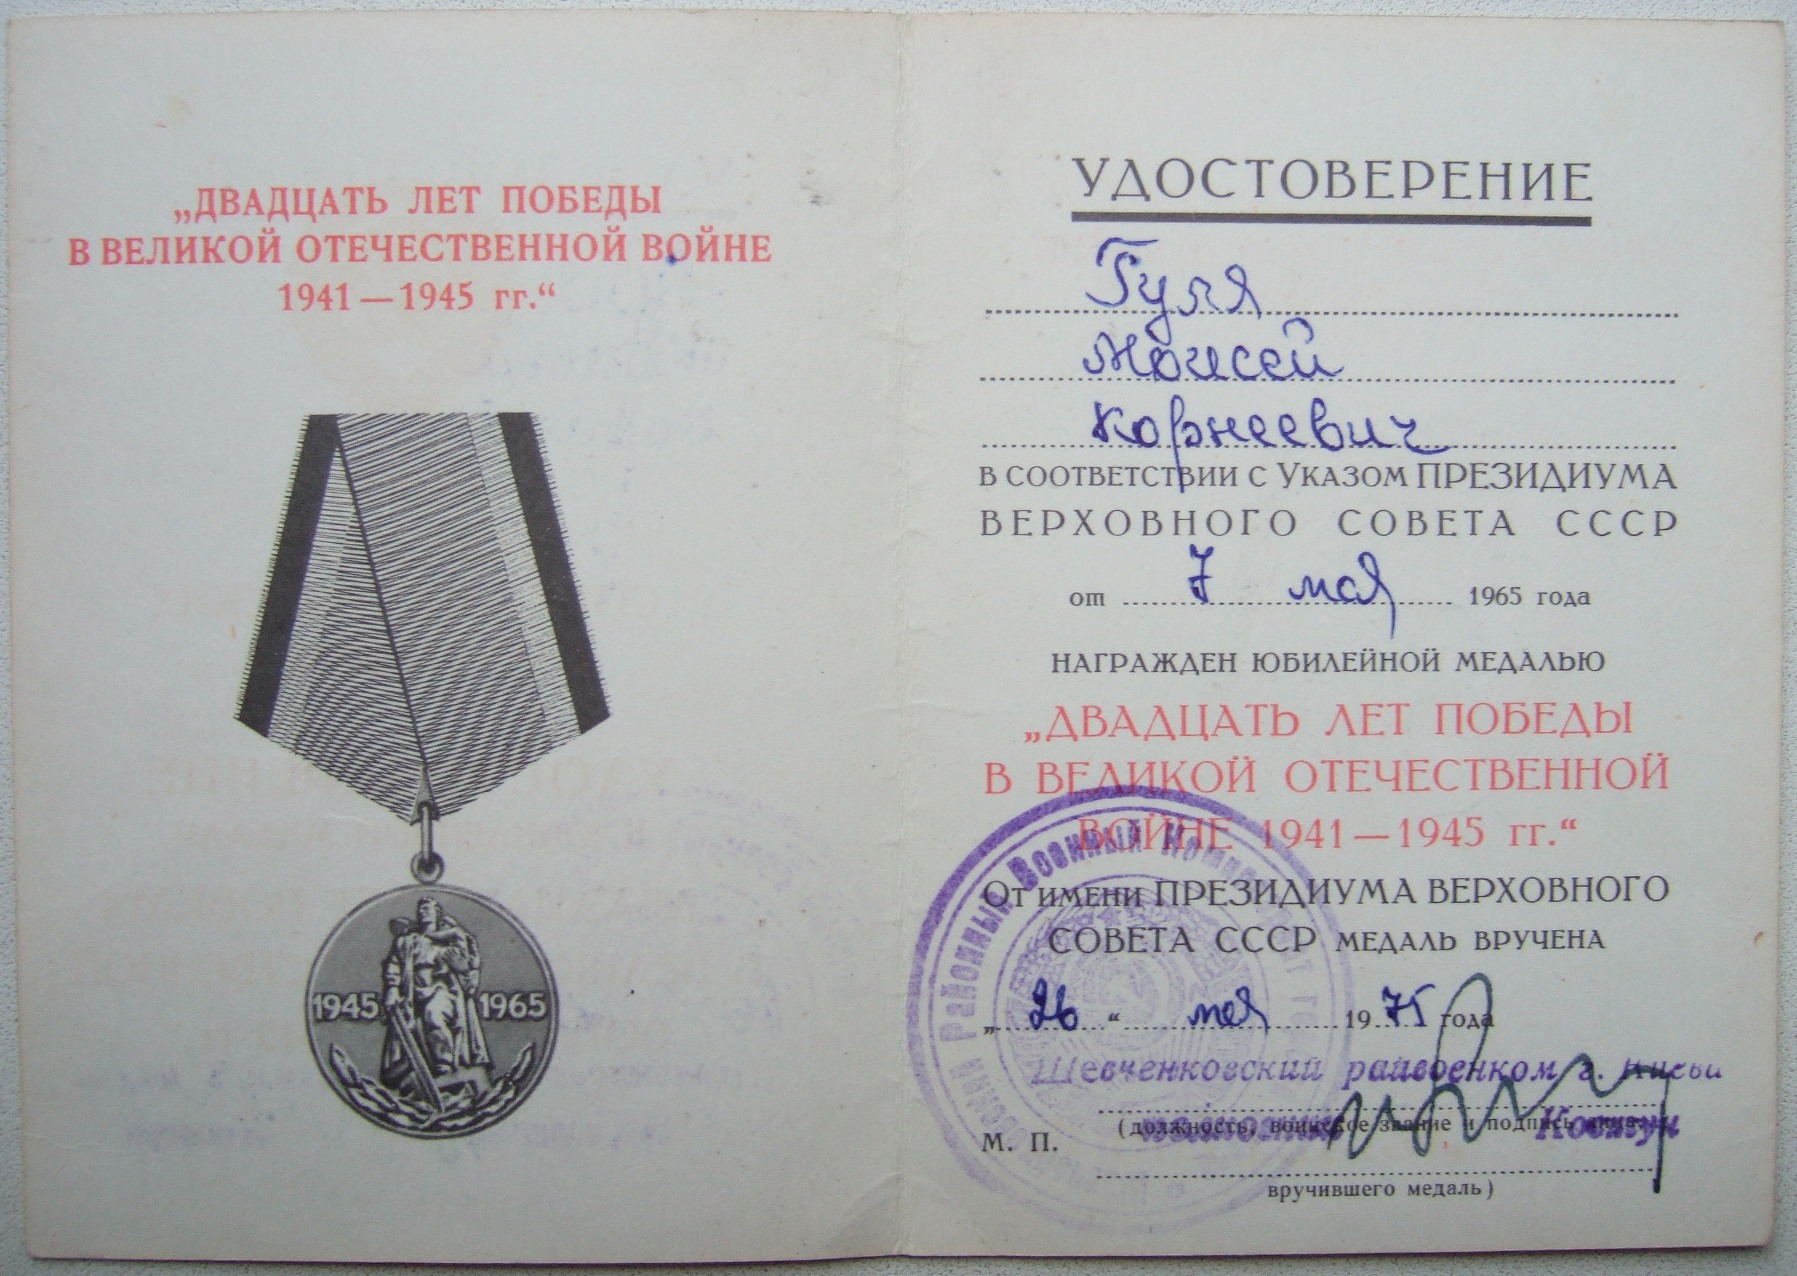 „ДВАДЦАТЬ ЛЕТ ПОБЕДЫ
В ВЕЛИКОЙ ОТЕЧЕСТВЕННОЙ ВОЙНЕ
1941—1945 гг.“
1945 1965
УДОСТОВЕРЕНИЕ
Гуля
Моисей
Корнеевич
В СООТВЕТСТВИИ С УКАЗОМ ПРЕЗИДИУМА
ВЕРХОВНОГО СОВЕТА СССР
от 7 мая 1965 года
НАГРАЖДЕН ЮБИЛЕЙНОЙ МЕДАЛЬЮ
„ДВАДЦАТЬ ЛЕТ ПОБЕДЫ
В ВЕЛИКОЙ ОТЕЧЕСТВЕННОЙ
ВОЙНЕ 1941—1945 гг.“
ОТ ИМЕНИ ПРЕЗИДИУМА ВЕРХОВНОГО
СОВЕТА СССР МЕДАЛЬ ВРУЧЕНА
„26“ мая 1975 года
Шевченковский райвоенком г. Киева
(должность, воинское звание и подпись лица,
М. П.
вручившего медаль)
Районный Военный Комиссариат